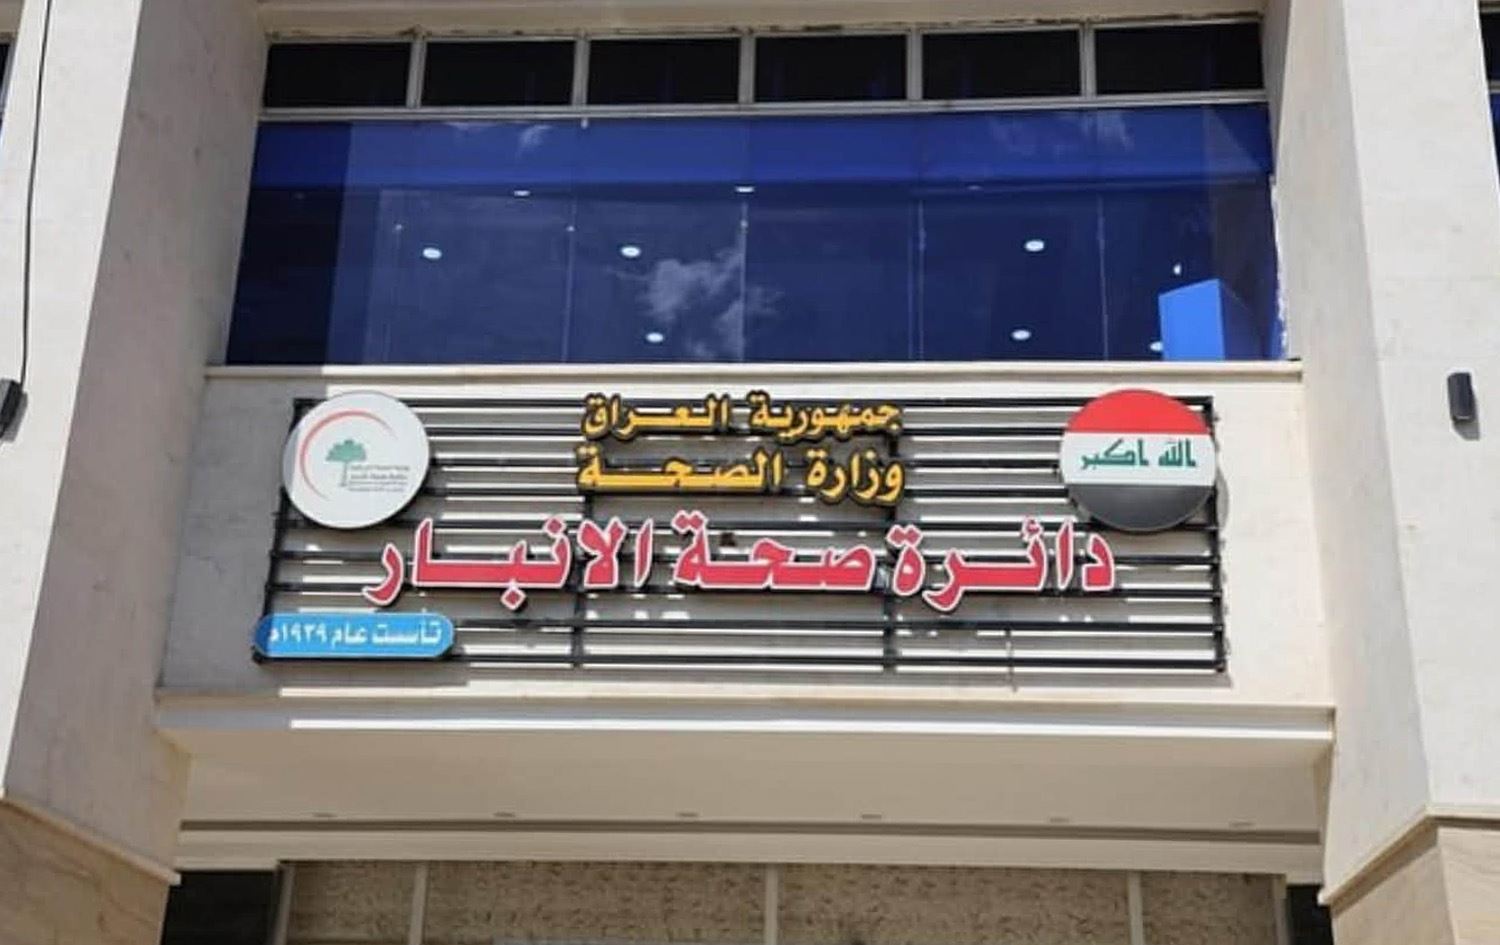 جمهورية العراق
وزارة الصحة
الله اكبر
دائرة صحة الانبار
تأسست عام ١٩٣٩م